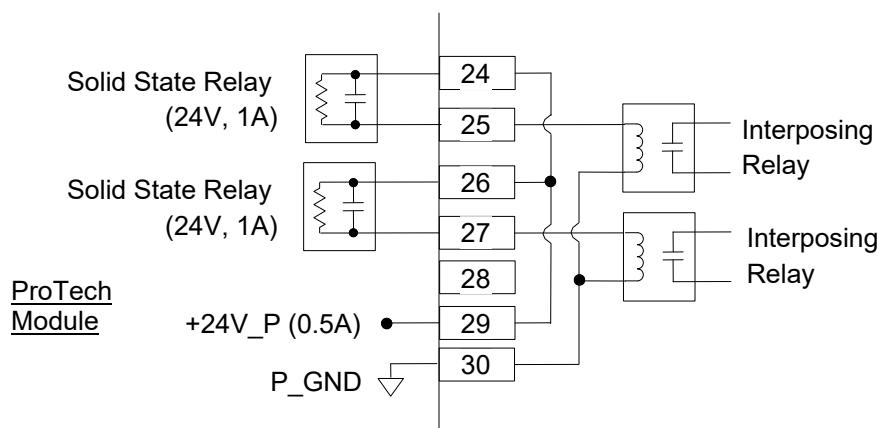 Solid State Relay
(24V, 1A)
24
25
Interposing
Relay
Solid State Relay
(24V, 1A)
26
27
Interposing
Relay
28
ProTech
Module
+24V_P (0.5A)
29
P_GND
30